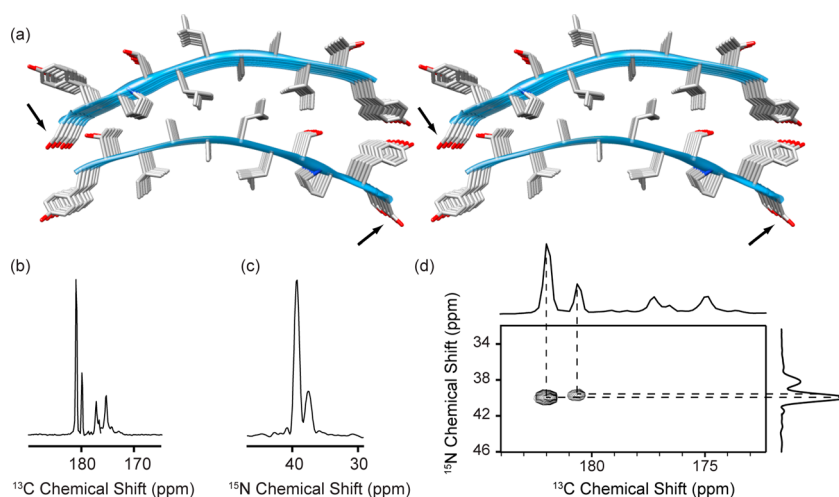 (a)
(b)
(c)
(d)
180
170
¹³C Chemical Shift (ppm)
40
30
¹⁵N Chemical Shift (ppm)
¹⁵N Chemical Shift (ppm)
34
38
42
46
180
175
¹³C Chemical Shift (ppm)